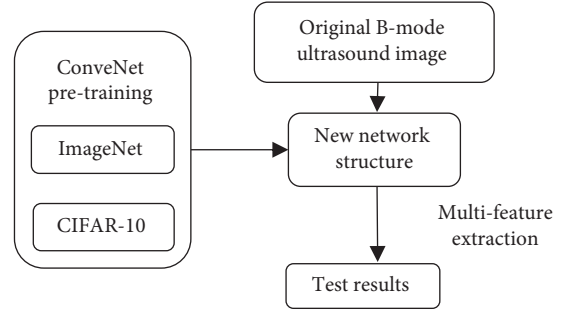 ConveNet
pre-training
ImageNet
CIFAR-10
Original B-mode
ultrasound image
New network
structure
Multi-feature
extraction
Test results